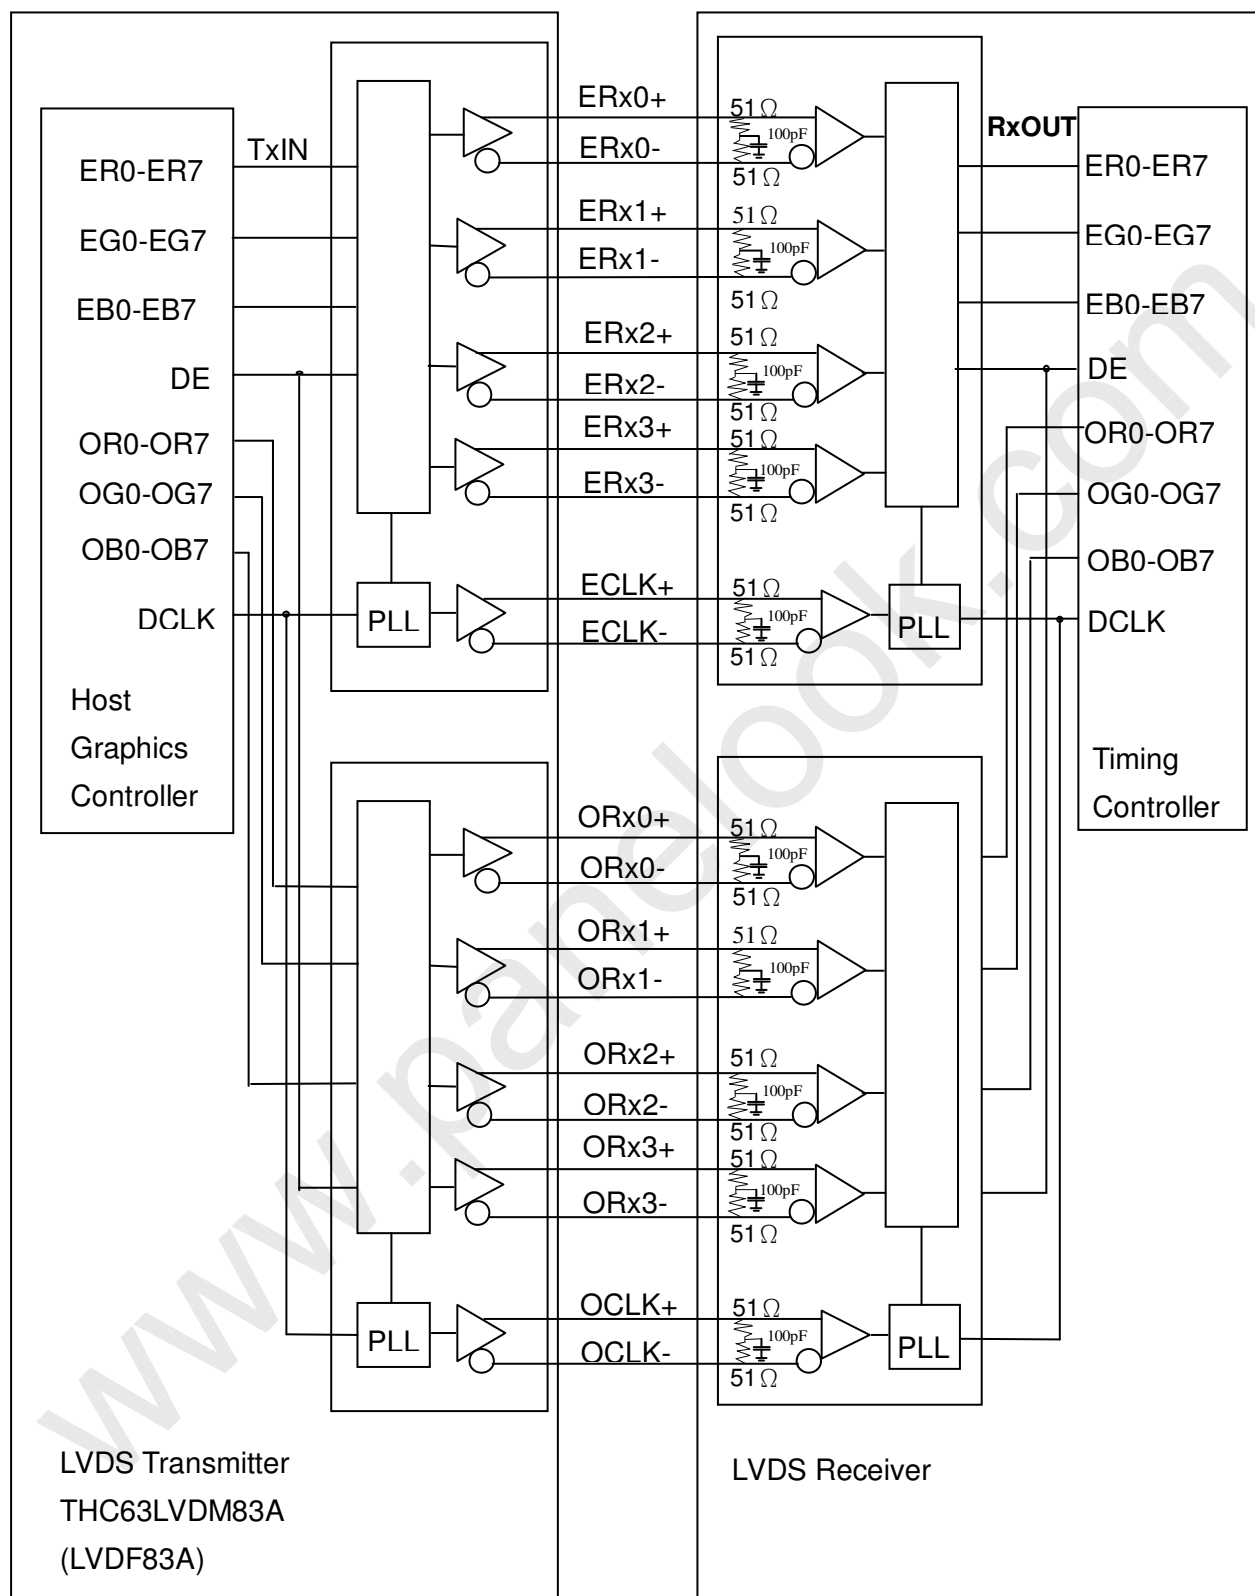 ERx0+
51Ω
100pF
ERx0-
51Ω
RxOUT
TxIN
ER0-ER7
ER0-ER7
ERx1+
51Ω
100pF
ERx1-
51Ω
EG0-EG7
EG0-EG7
EB0-EB7
EB0-EB7
ERx2+
51Ω
100pF
ERx2-
51Ω
DE
DE
ERx3+
51Ω
100pF
ERx3-
51Ω
OR0-OR7
OR0-OR7
OG0-OG7
OG0-OG7
OB0-OB7
OB0-OB7
ECLK+
51Ω
100pF
ECLK-
51Ω
DCLK
PLL
PLL
DCLK
Host
Graphics
Controller
Timing
Controller
ORx0+
51Ω
100pF
ORx0-
51Ω
ORx1+
51Ω
100pF
ORx1-
ORx2+
51Ω
100pF
ORx2-
51Ω
ORx3+
51Ω
100pF
ORx3-
51Ω
OCLK+
51Ω
100pF
OCLK-
51Ω
PLL
PLL
LVDS Transmitter
THC63LVDM83A
(LVDF83A)
LVDS Receiver
www.panelook.com